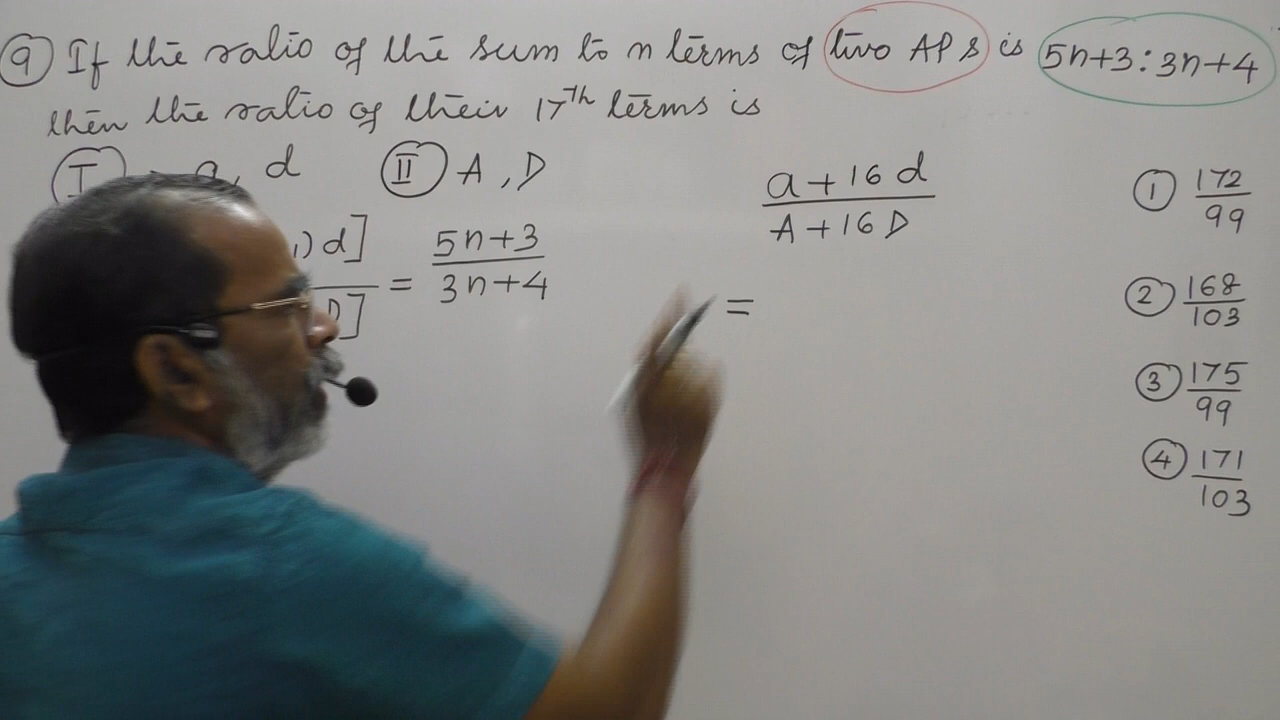 9 If the ratio of the sum to n terms of two APs is 5n+3:3n+4
then the ratio of their 17th terms is
I - a, d II A, D
) d] / D] = 5n+3 / 3n+4
a+16d / A+16D
=
1 172/99
2 168/103
3 175/99
4 171/103